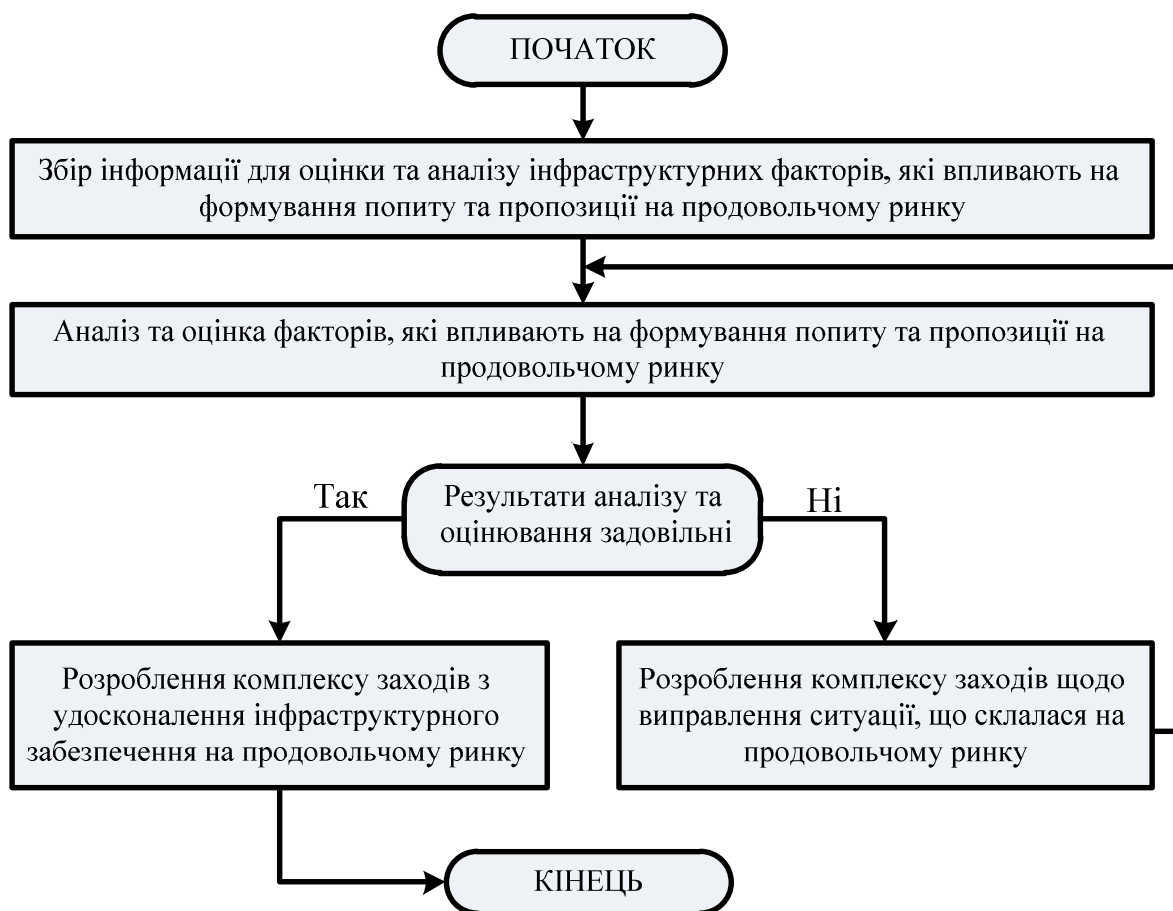 ПОЧАТОК
Збір інформації для оцінки та аналізу інфраструктурних факторів, які впливають на
формування попиту та пропозиції на продовольчому ринку
Аналіз та оцінка факторів, які впливають на формування попиту та пропозиції на
продовольчому ринку
Результати аналізу та
оцінювання задовільні
Так
Ні
Розроблення комплексу заходів з
удосконалення інфраструктурного
забезпечення на продовольчому ринку
Розроблення комплексу заходів щодо
виправлення ситуації, що склалася на
продовольчому ринку
КІНЕЦЬ